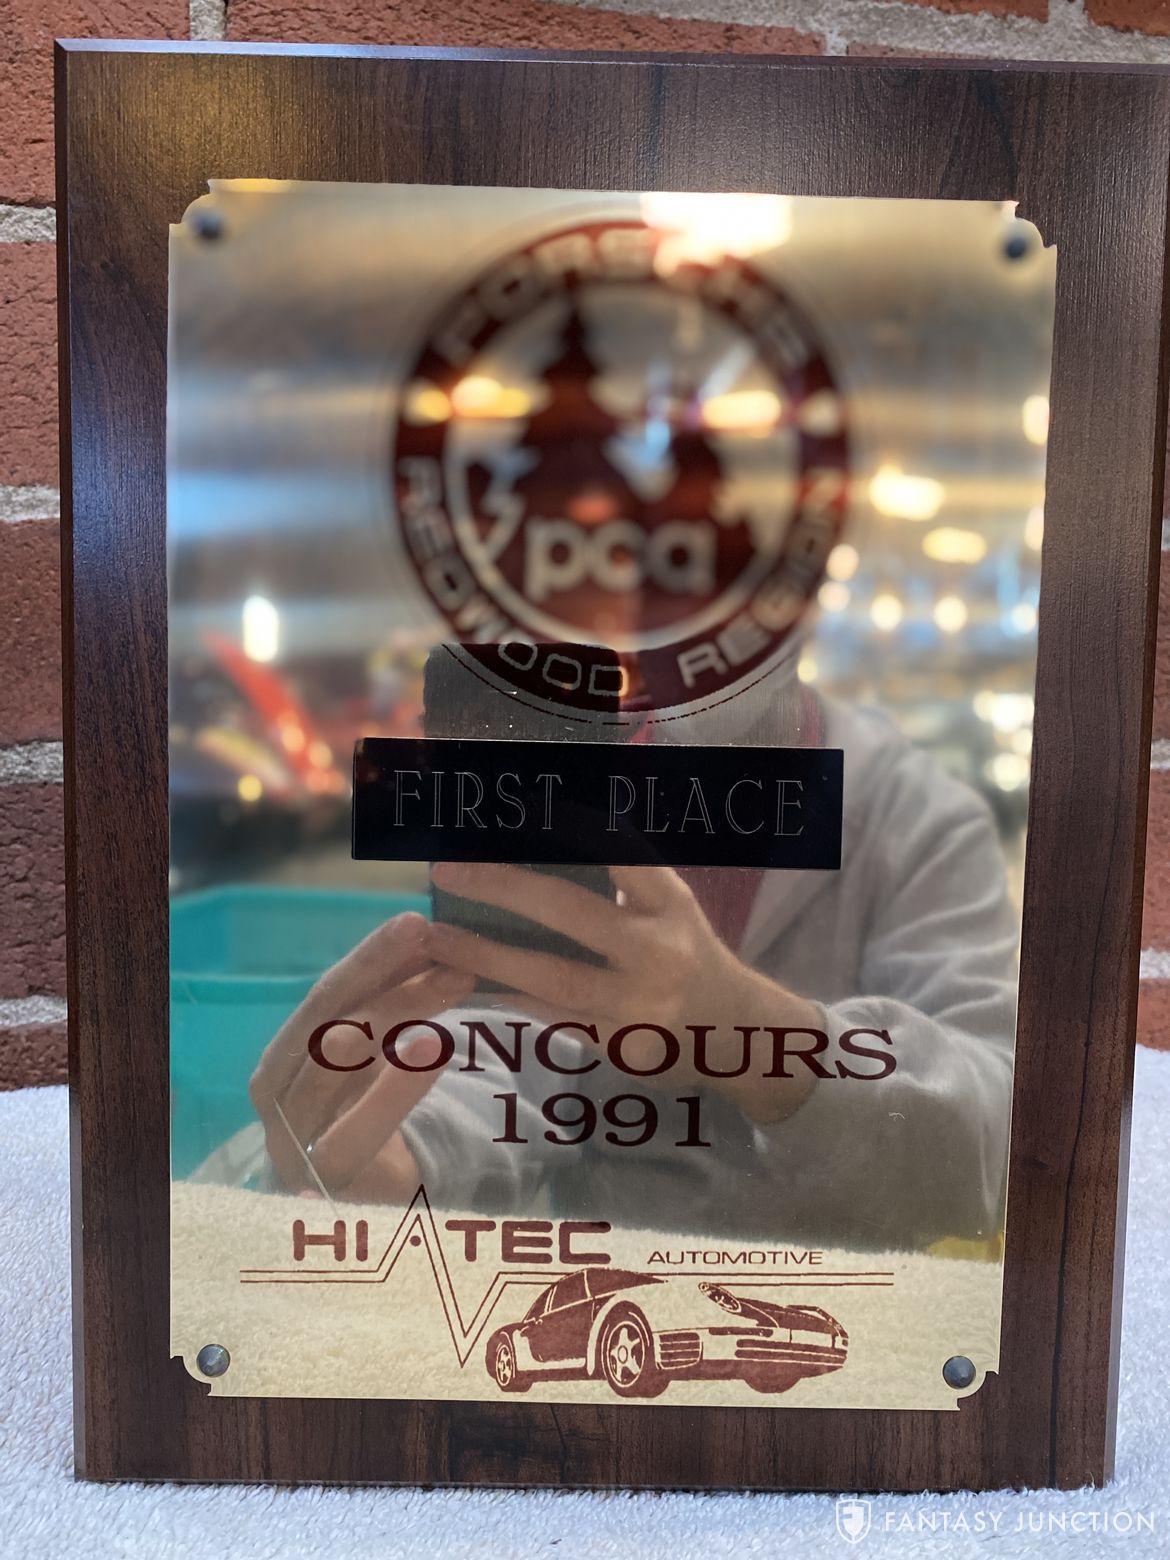 PORSCHE
pca
REDWOOD REGION
FIRST PLACE
CONCOURS
1991
HI TEC AUTOMOTIVE
FANTASY JUNCTION